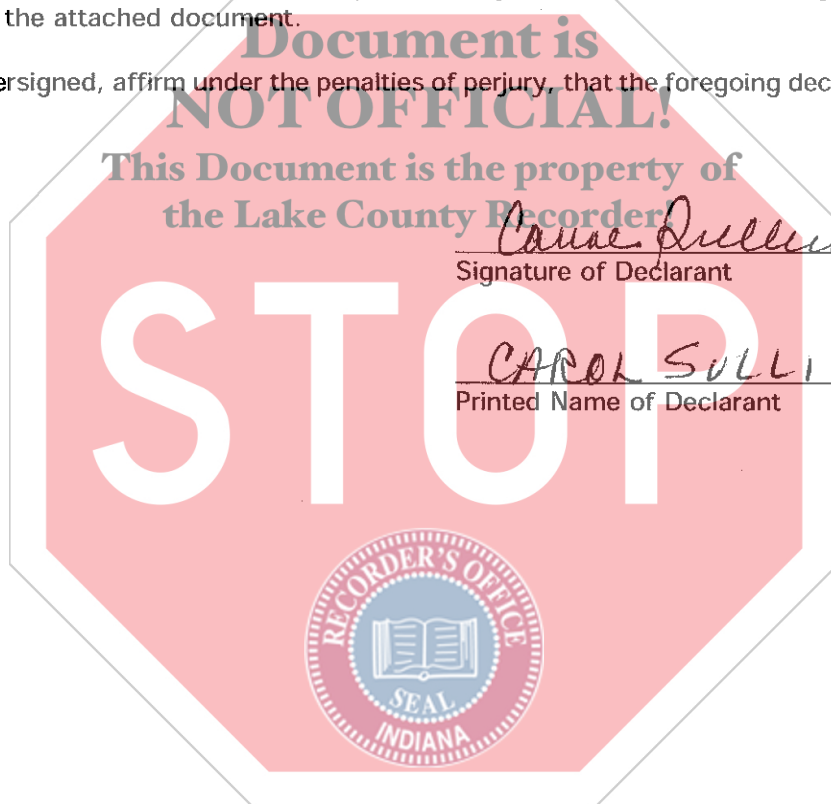 the attached document.
Document is
ersigned, affirm under the penalties of perjury, that the foregoing dec
NOT OFFICIAL!
This Document is the property of
the Lake County Recorder!
Signature of Declarant
CAROL SULLI
Printed Name of Declarant
STOP
RECORDER'S OFFICE
SEAL
INDIANA